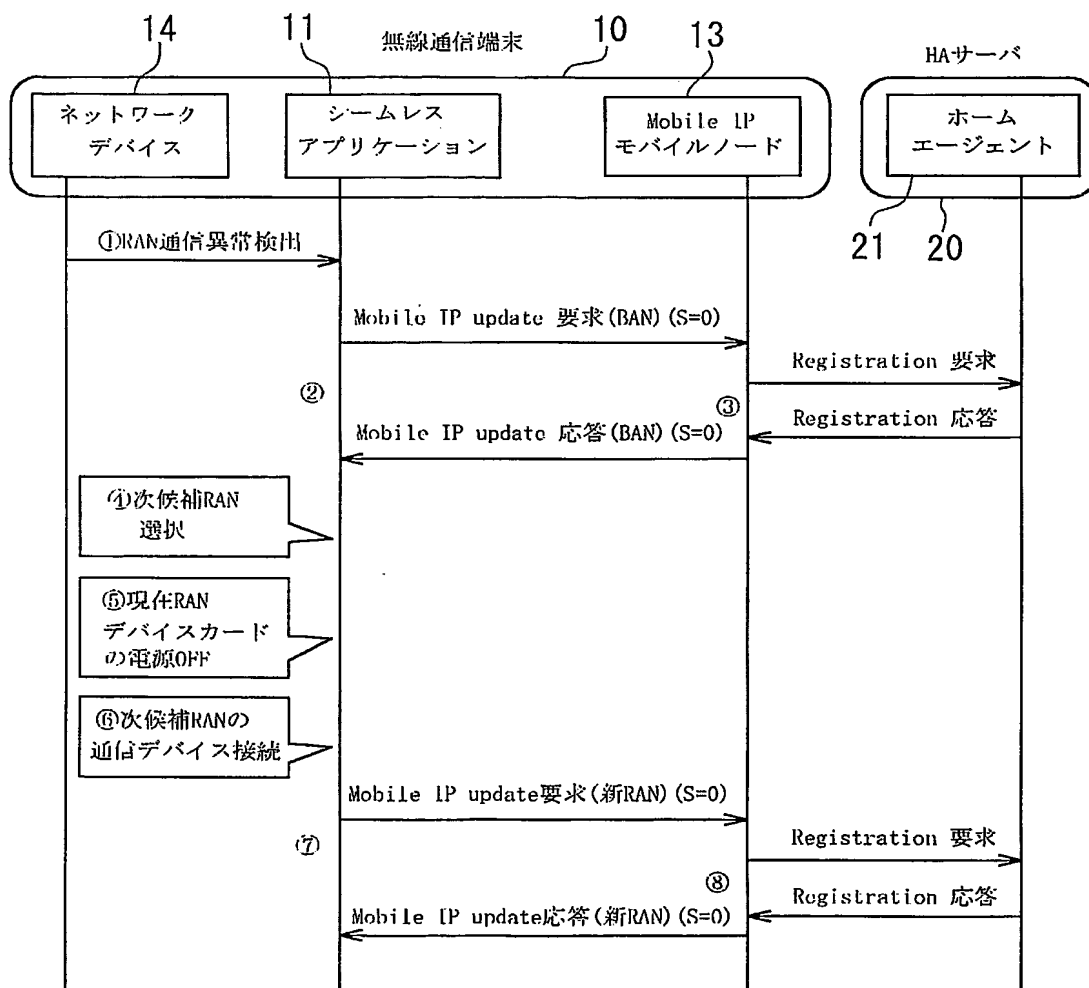 14
11
無線通信端末
10
13
HAサーバ
ネットワーク
デバイス
シームレス
アプリケーション
Mobile IP
モバイルノード
ホーム
エージェント
21
20
①RAN通信異常検出
Mobile IP update 要求(BAN)(S=0)
Registration 要求
②
③
Registration 応答
Mobile IP update 応答(BAN)(S=0)
④次候補RAN
選択
⑤現在RAN
デバイスカード
の電源OFF
⑥次候補RANの
通信デバイス接続
Mobile IP update要求(新RAN)(S=0)
⑦
Registration 要求
⑧
Registration 応答
Mobile IP update応答(新RAN)(S=0)